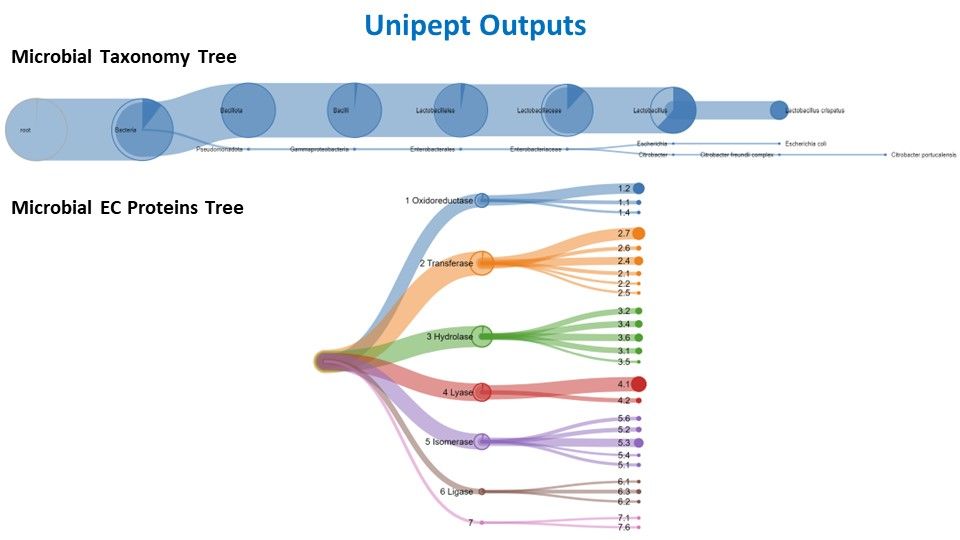 Unipept Outputs
Microbial Taxonomy Tree
root
Bacteria
Bacillota
Bacilli
Lactobacillales
Lactobacillaceae
Lactobacillus
Lactobacillus crispatus
Pseudomonadota
Gammaproteobacteria
Enterobacterales
Enterobacteriaceae
Escherichia
Escherichia coli
Citrobacter
Citrobacter freundii complex
Citrobacter portucalensis
Microbial EC Proteins Tree
1 Oxidoreductase
1.2
1.1
1.4
2 Transferase
2.7
2.6
2.4
2.1
2.2
2.5
3 Hydrolase
3.2
3.4
3.6
3.1
3.5
4 Lyase
4.1
4.2
5 Isomerase
5.6
5.2
5.3
5.4
5.1
6 Ligase
6.1
6.3
6.2
7
7.1
7.6